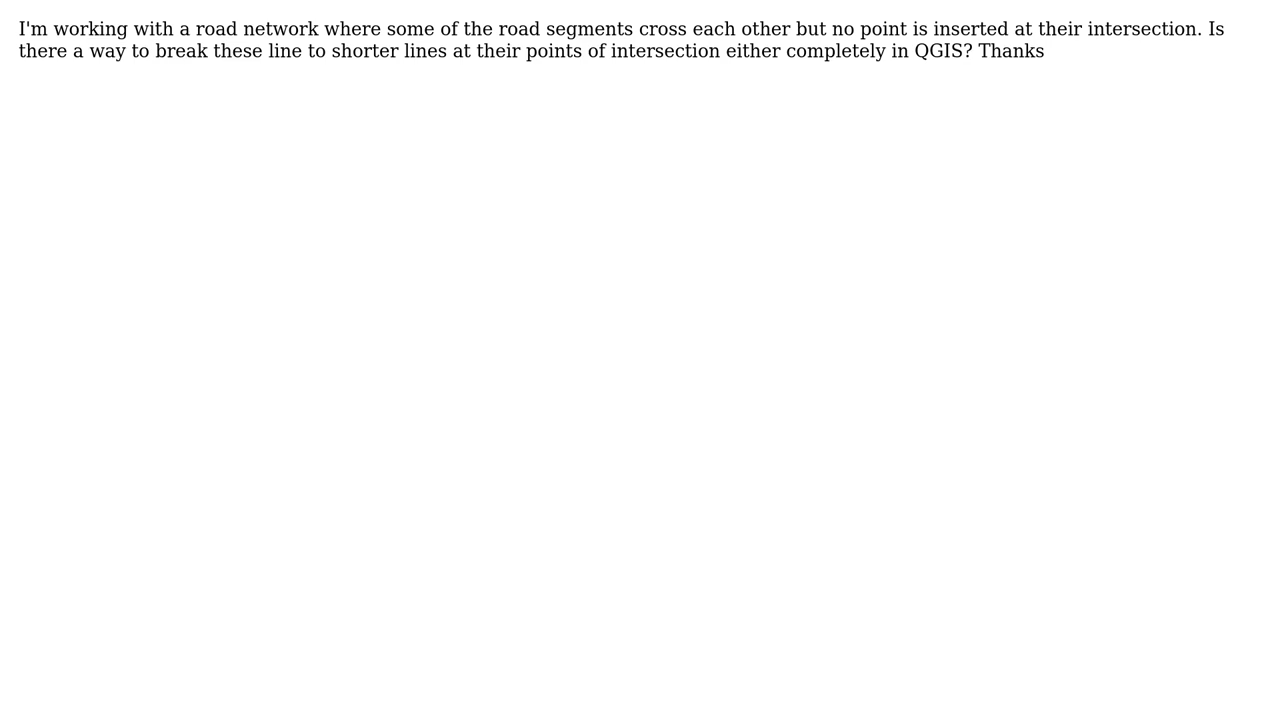 I'm working with a road network where some of the road segments cross each other but no point is inserted at their intersection. Is
there a way to break these line to shorter lines at their points of intersection either completely in QGIS? Thanks